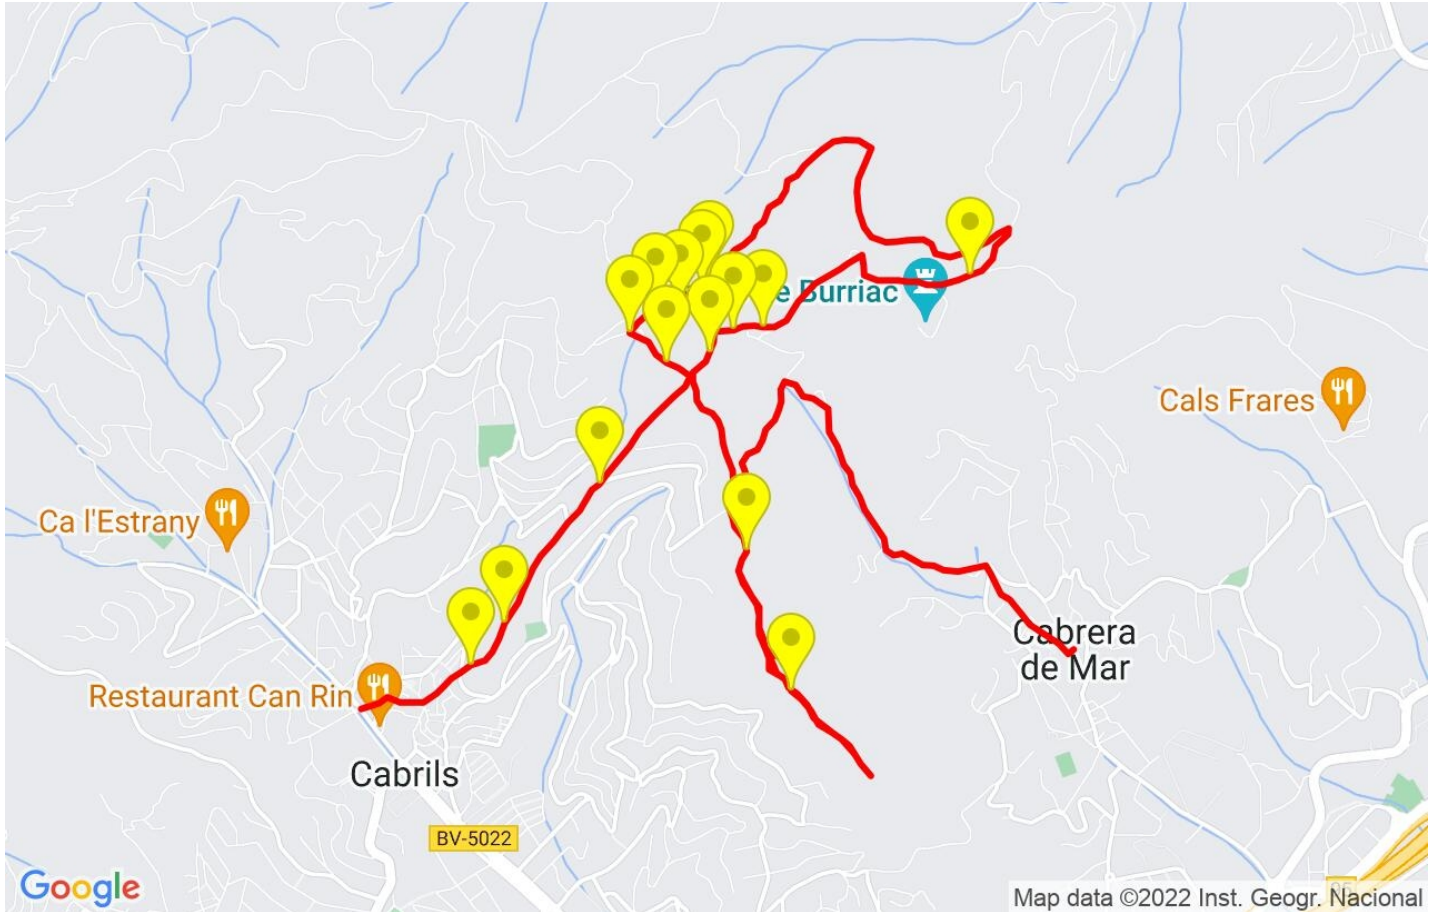 e Burriac
Cals Frares
Ca l'Estrany
Cabrera
de Mar
Restaurant Can Rin
Cabrils
BV-5022
Google
Map data ©2022 Inst. Geogr. Nacional